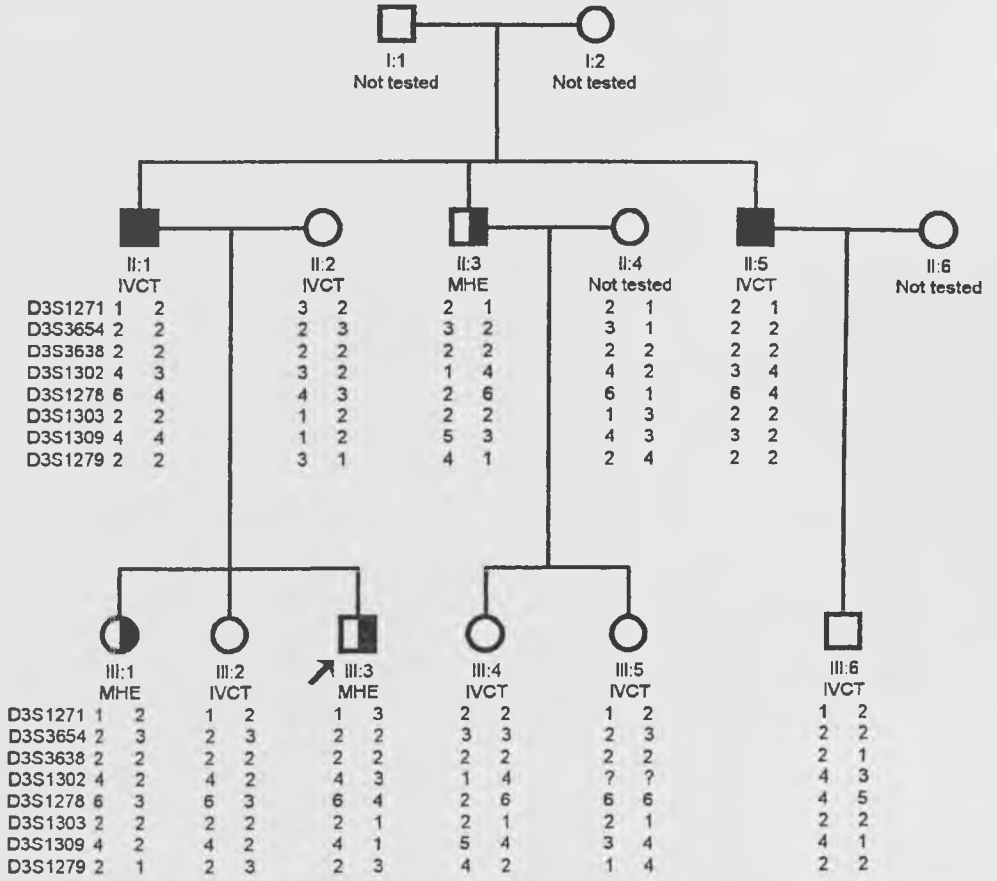 I:1 I:2
Not tested Not tested
II:1 II:2 II:3 II:4 II:5 II:6
IVCT IVCT MHE Not tested IVCT Not tested
D3S1271 1 2 3 2 2 1 2 1 2 1
D3S3654 2 2 2 3 3 2 3 1 2 2
D3S3638 2 2 2 2 2 2 2 2 2 2
D3S1302 4 3 3 2 1 4 4 2 3 4
D3S1278 6 4 4 3 2 6 6 1 6 4
D3S1303 2 2 1 2 2 2 1 3 2 2
D3S1309 4 4 1 2 5 3 4 3 3 2
D3S1279 2 2 3 1 4 1 2 4 2 2
III:1 III:2 III:3 III:4 III:5 III:6
MHE IVCT MHE IVCT IVCT IVCT
D3S1271 1 2 1 2 1 3 2 2 1 2 1 2
D3S3654 2 3 2 3 2 2 3 3 2 3 2 2
D3S3638 2 2 2 2 2 2 2 2 2 2 2 1
D3S1302 4 2 4 2 4 3 1 4 ? ? 4 3
D3S1278 6 3 6 3 6 4 2 6 6 6 4 5
D3S1303 2 2 2 2 2 1 2 1 2 1 2 2
D3S1309 4 2 4 2 4 1 5 4 3 4 4 1
D3S1279 2 1 2 3 2 3 4 2 1 4 2 2